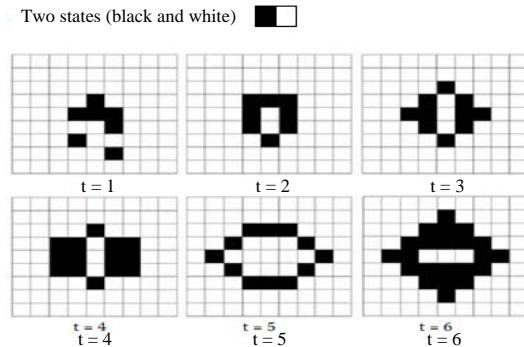 Two states (black and white)
t = 1 t = 2 t = 3
t = 4 t = 5 t = 6
t = 4 t = 5 t = 6